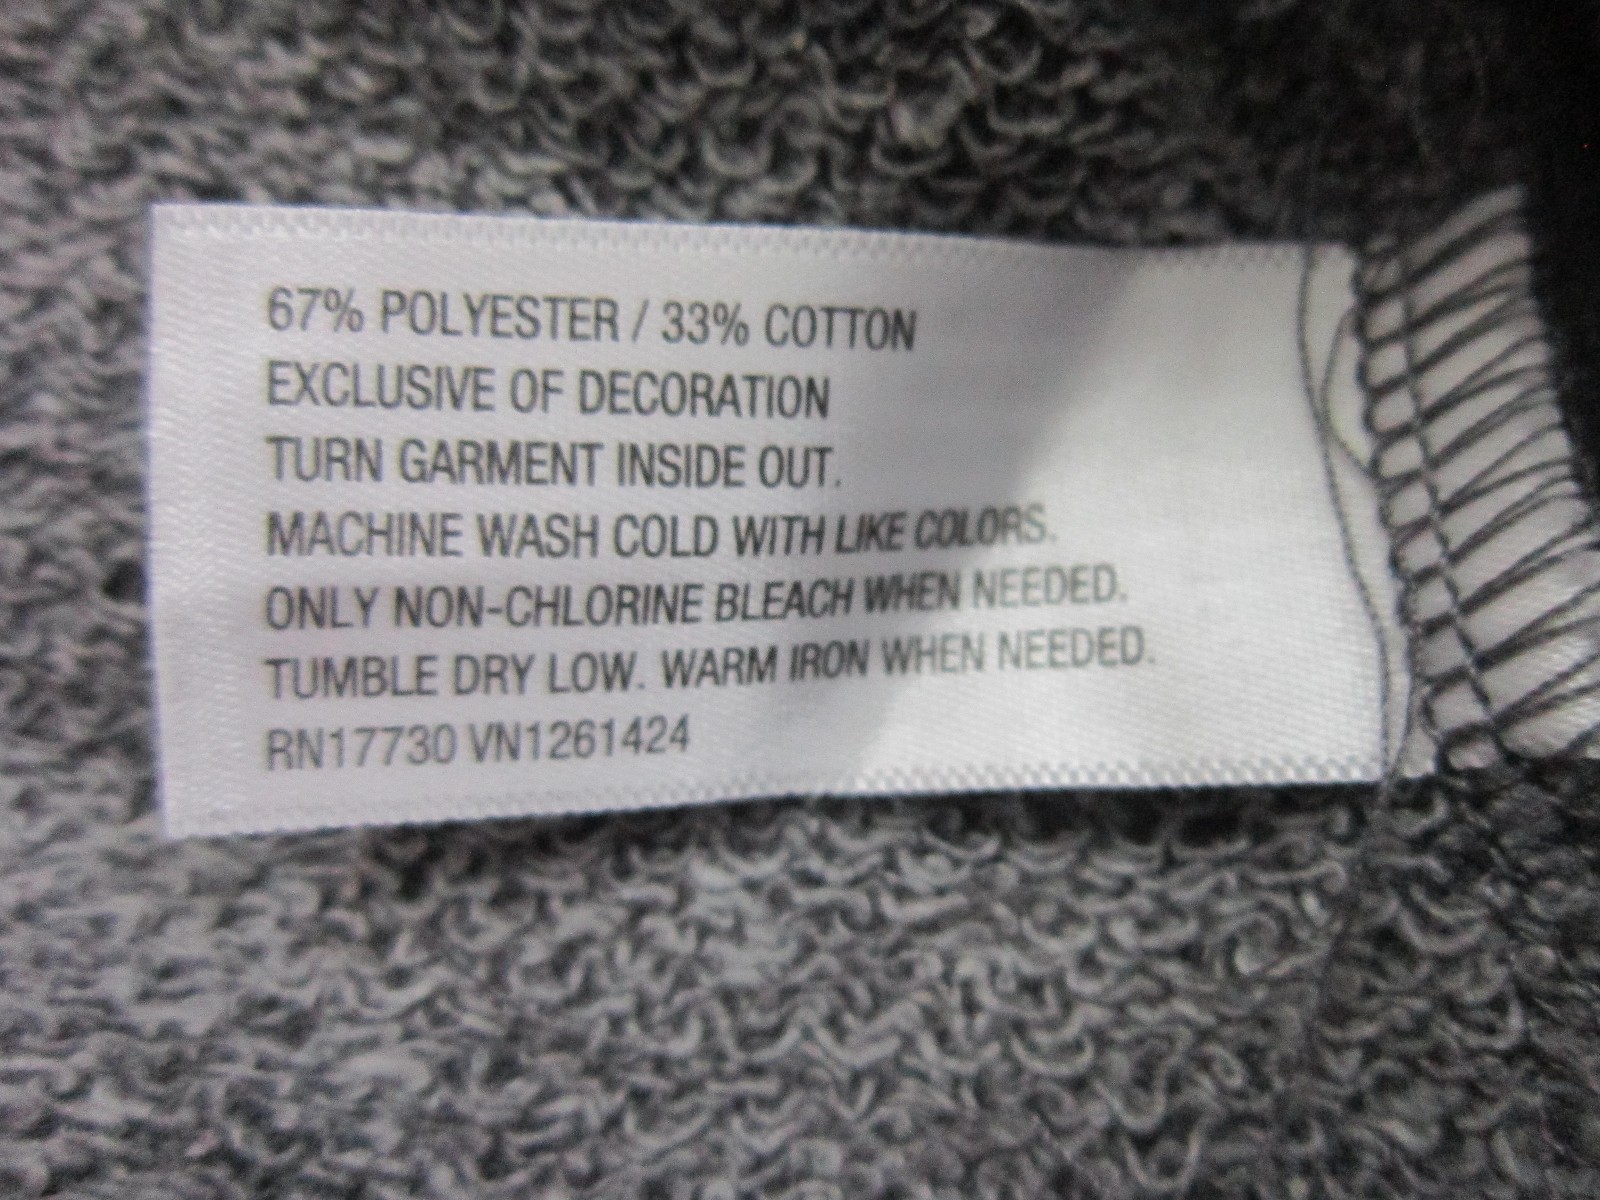 67% POLYESTER / 33% COTTON
EXCLUSIVE OF DECORATION
TURN GARMENT INSIDE OUT.
MACHINE WASH COLD WITH LIKE COLORS.
ONLY NON-CHLORINE BLEACH WHEN NEEDED.
TUMBLE DRY LOW. WARM IRON WHEN NEEDED.
RN17730 VN1261424